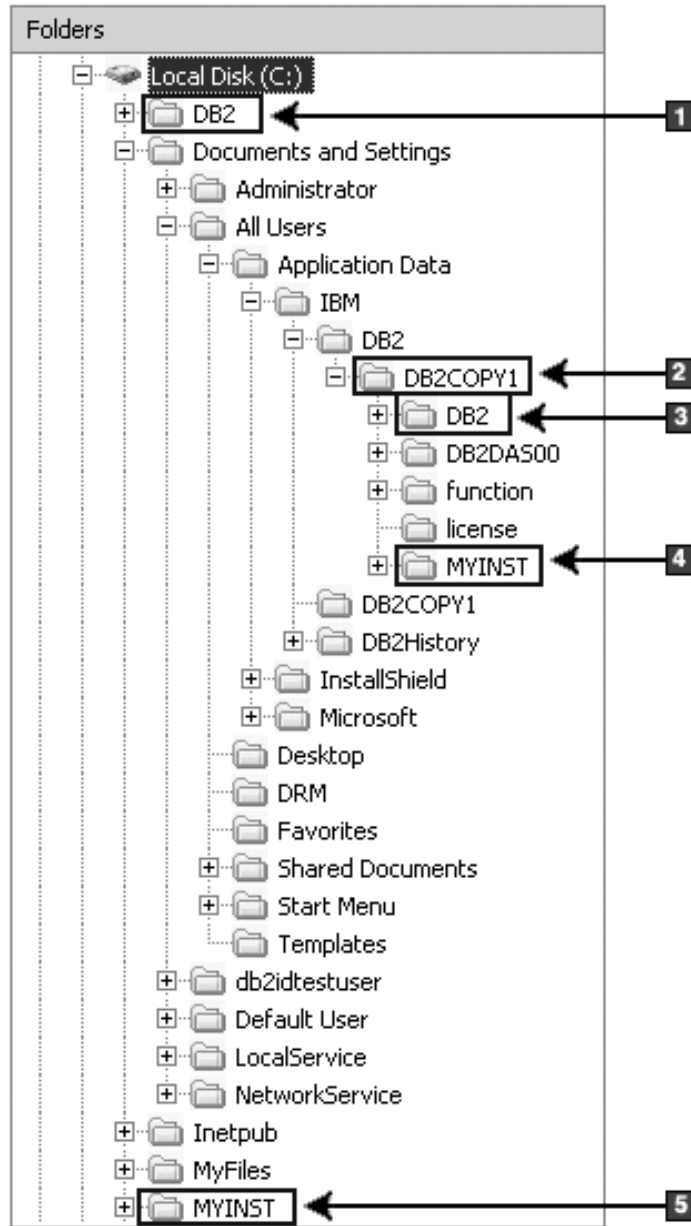 Folders
Local Disk (C:)
DB2
1
Documents and Settings
Administrator
All Users
Application Data
IBM
DB2
DB2COPY1
2
DB2
3
DB2DAS00
function
license
MYINST
4
DB2COPY1
DB2History
InstallShield
Microsoft
Desktop
DRM
Favorites
Shared Documents
Start Menu
Templates
db2idtestuser
Default User
LocalService
NetworkService
Inetpub
MyFiles
MYINST
5